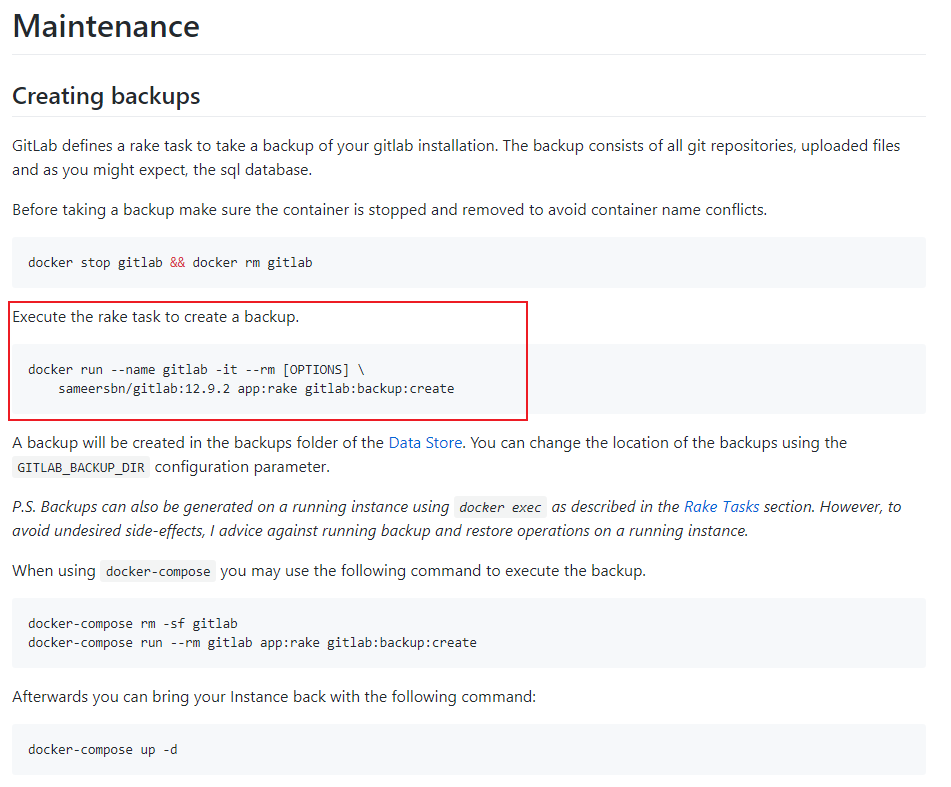 Maintenance
Creating backups
GitLab defines a rake task to take a backup of your gitlab installation. The backup consists of all git repositories, uploaded files
and as you might expect, the sql database.
Before taking a backup make sure the container is stopped and removed to avoid container name conflicts.
docker stop gitlab && docker rm gitlab
Execute the rake task to create a backup.
docker run --name gitlab -it --rm [OPTIONS] \
sameersbn/gitlab:12.9.2 app:rake gitlab:backup:create
A backup will be created in the backups folder of the Data Store. You can change the location of the backups using the
GITLAB_BACKUP_DIR configuration parameter.
P.S. Backups can also be generated on a running instance using docker exec as described in the Rake Tasks section. However, to
avoid undesired side-effects, I advice against running backup and restore operations on a running instance.
When using docker-compose you may use the following command to execute the backup.
docker-compose rm -sf gitlab
docker-compose run --rm gitlab app:rake gitlab:backup:create
Afterwards you can bring your Instance back with the following command:
docker-compose up -d